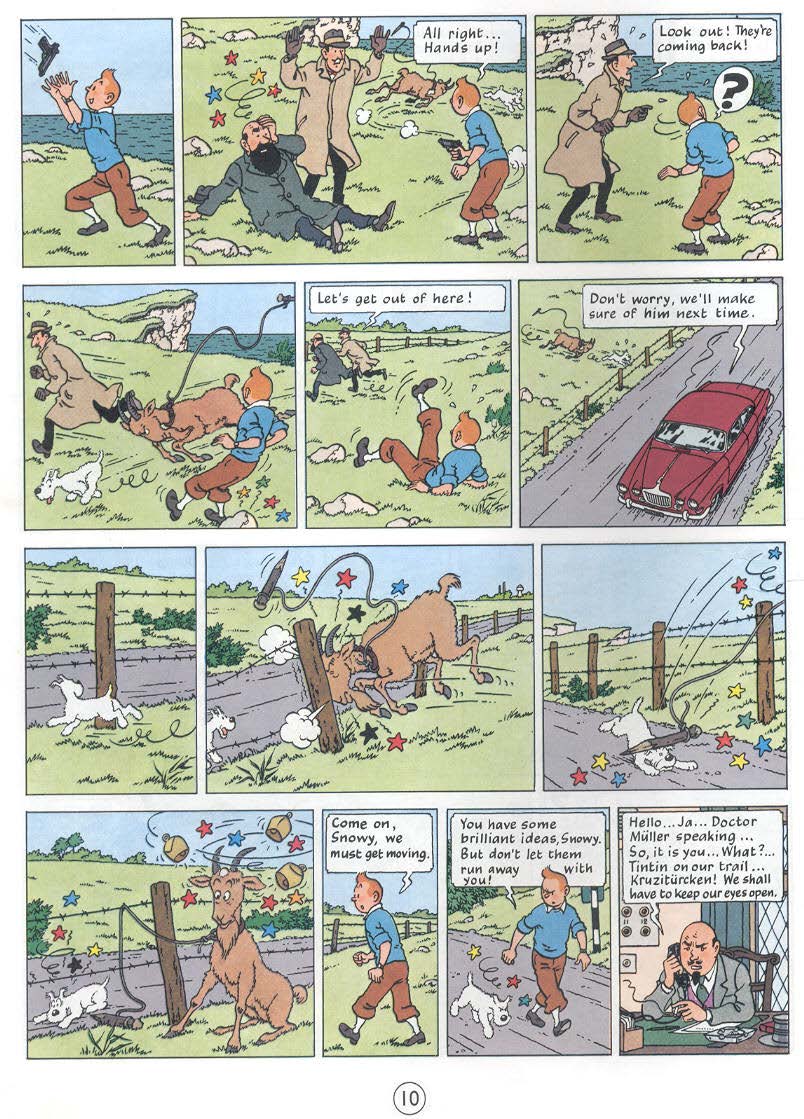 All right...
Hands up!
Look out! They're
coming back!
?
Let's get out of here!
Don't worry, we'll make
sure of him next time.
Come on,
Snowy, we
must get moving.
You have some
brilliant ideas, Snowy.
But don't let them
run away with
you!
Hello... Ja... Doctor
Müller speaking...
So, it is you... What?...
Tintin on our trail...
Kruzitürcken! We shall
have to keep our eyes open.
11 12
10